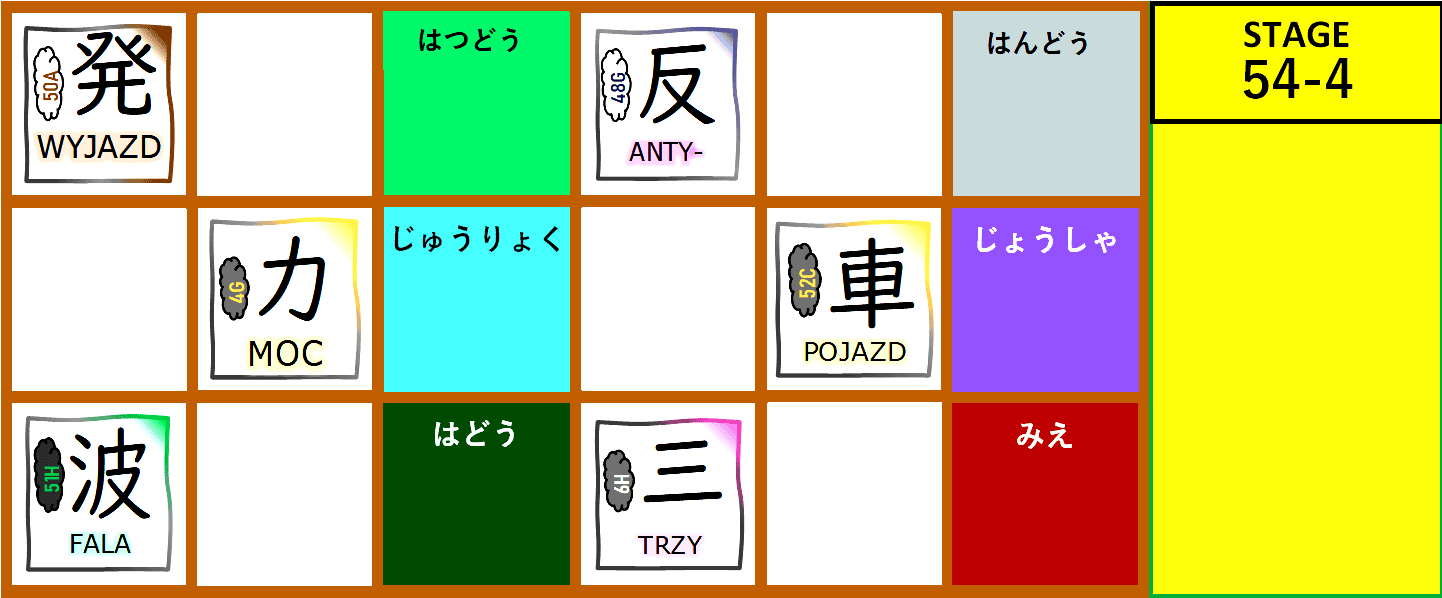 発
50A
WYJAZD
はつどう
反
48G
ANTY-
はんどう
STAGE
54-4
力
4G
MOC
じゅうりょく
車
52C
POJAZD
じょうしゃ
波
51H
FALA
はどう
三
6H
TRZY
みえ